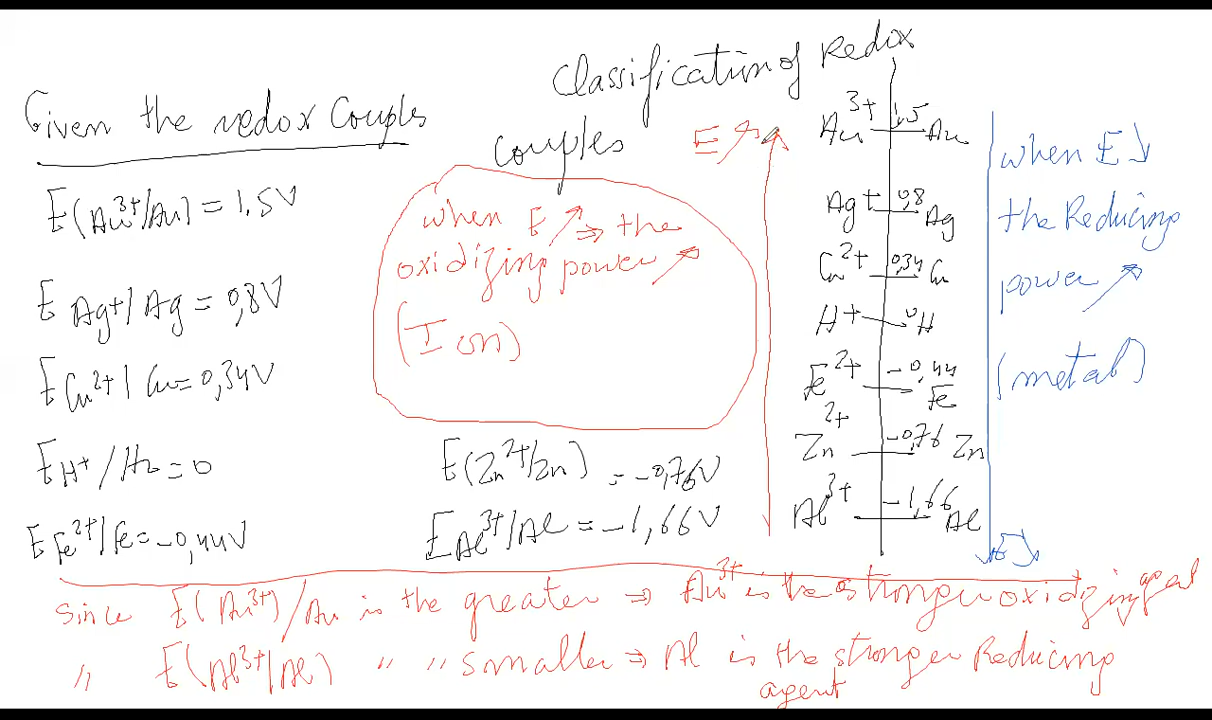 Classification of Redox
couples
Given the redox Couples
E(Au³⁺/Au) = 1.5V
E Ag⁺/Ag = 0,8V
E Cu²⁺/Cu = 0,34V
E H⁺/H₂ = 0
E Fe²⁺/Fe = -0,44V
E(Zn²⁺/Zn) = -0,76V
E Al³⁺/Al = -1,66V
when E ↗ ⇒ the
oxidizing power ↗
(Ion)
E ↗
Au³⁺ 1,5 Au
Ag⁺ 0,8 Ag
Cu²⁺ 0,34 Cu
H⁺ 0 H
Fe²⁺ -0,44 Fe
Zn²⁺ -0,76 Zn
Al³⁺ -1,66 Al
when E ↓
the Reducing
power ↗
(metal)
E ↘
Since E(Au³⁺)/Au is the greater ⇒ Au³⁺ is the stronger oxidizing agent
" E(Al³⁺/Al) " " smaller ⇒ Al is the stronger Reducing
agent